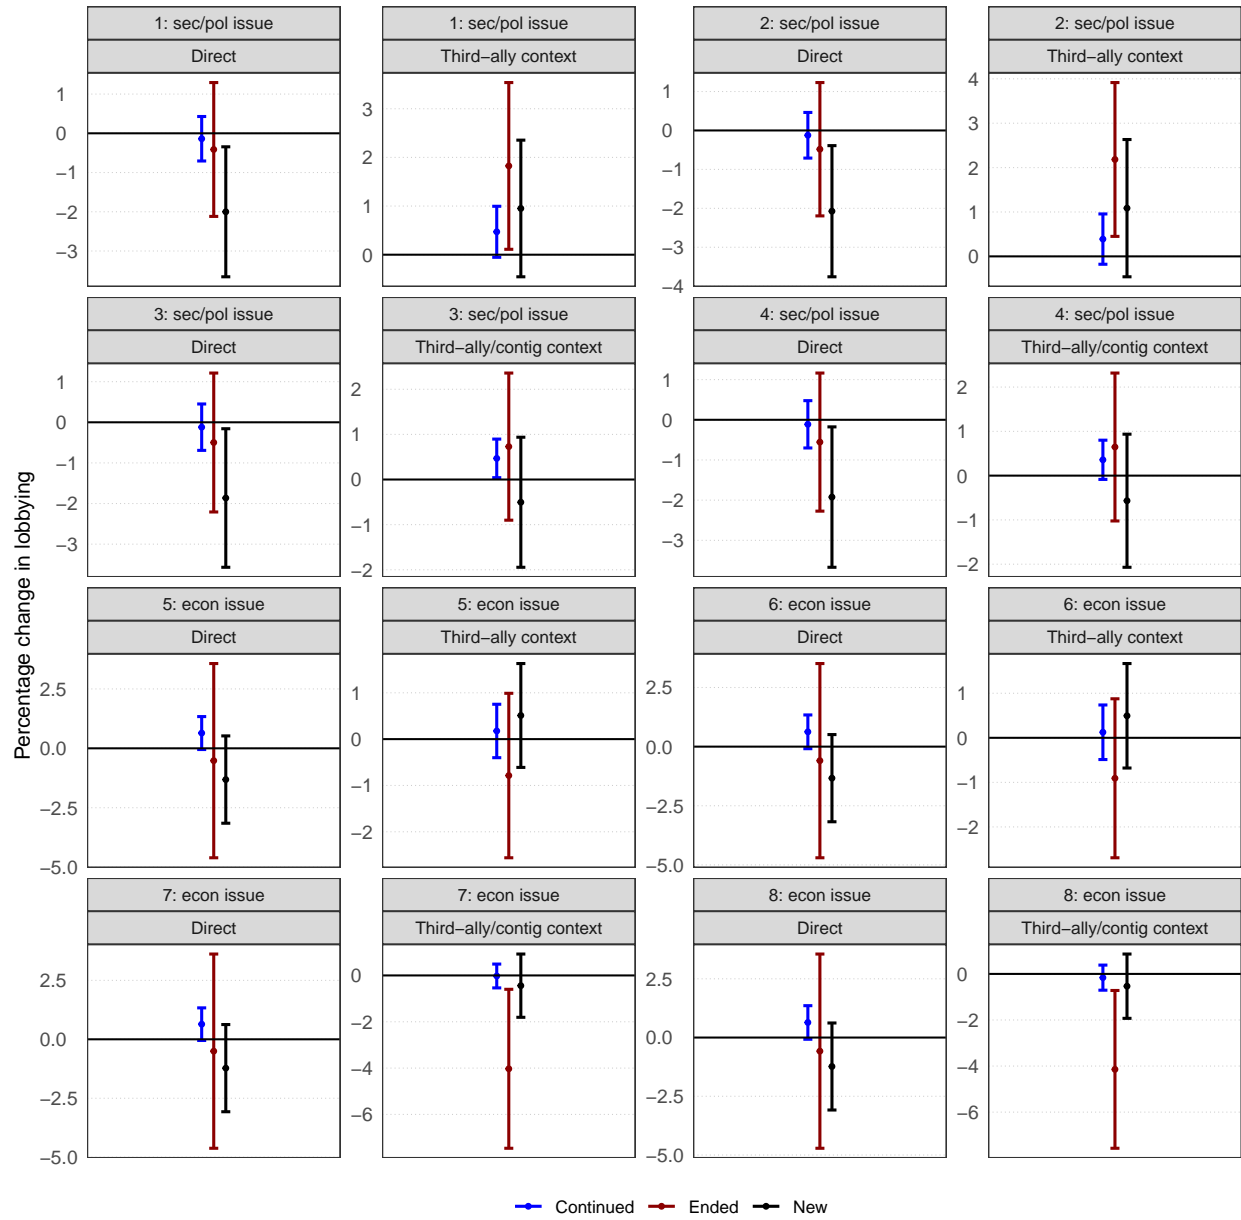 1: sec/pol issue
1: sec/pol issue
2: sec/pol issue
2: sec/pol issue
Direct
Third−ally context
Direct
Third−ally context
1
0
−1
−2
−3
3
2
1
0
1
0
−1
−2
−3
−4
4
3
2
1
0
3: sec/pol issue
3: sec/pol issue
4: sec/pol issue
4: sec/pol issue
Direct
Third−ally/contig context
Direct
Third−ally/contig context
1
0
−1
−2
−3
2
1
0
−1
−2
1
0
−1
−2
−3
2
1
0
−1
−2
Percentage change in lobbying
5: econ issue
5: econ issue
6: econ issue
6: econ issue
Direct
Third−ally context
Direct
Third−ally context
2.5
0.0
−2.5
−5.0
1
0
−1
−2
2.5
0.0
−2.5
−5.0
1
0
−1
−2
7: econ issue
7: econ issue
8: econ issue
8: econ issue
Direct
Third−ally/contig context
Direct
Third−ally/contig context
2.5
0.0
−2.5
−5.0
0
−2
−4
−6
2.5
0.0
−2.5
−5.0
0
−2
−4
−6
Continued Ended New